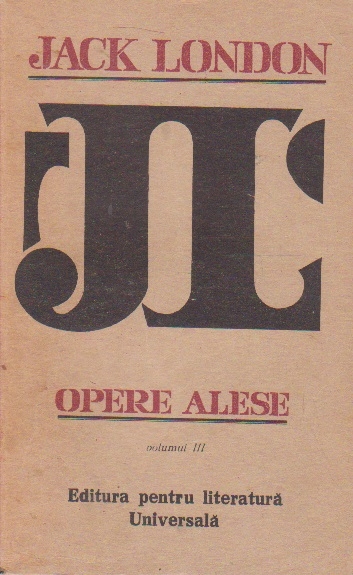 JACK LONDON
JL
OPERE ALESE
volumul III
Editura pentru literatură
Universală